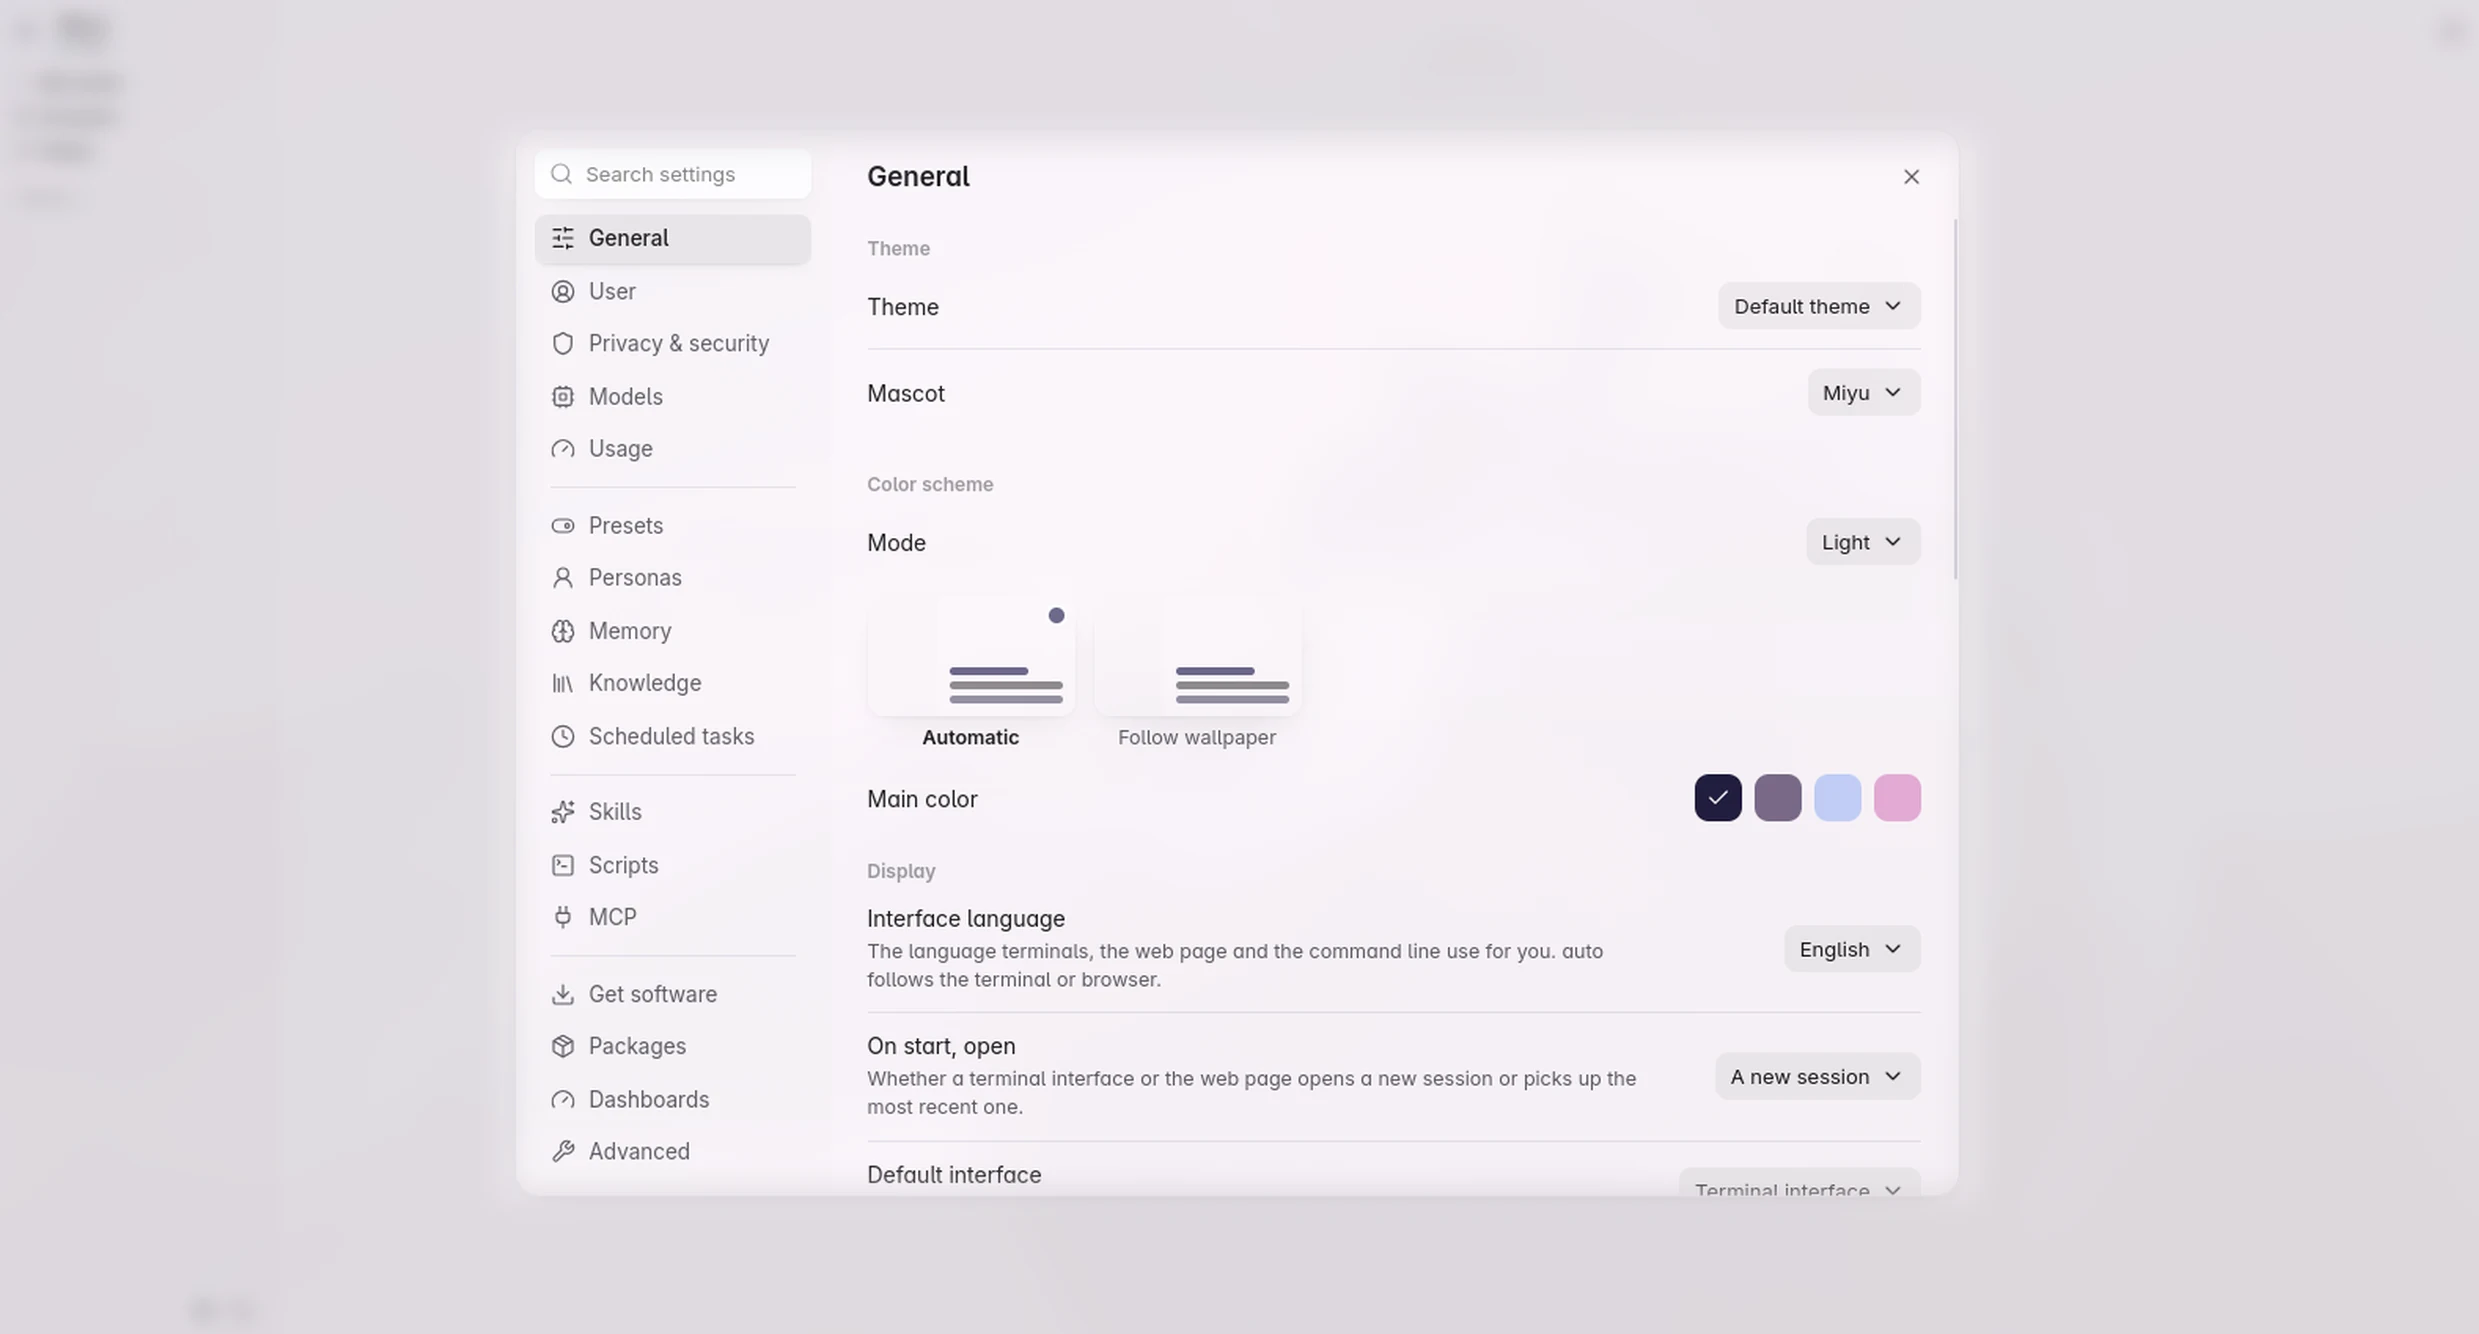 Search settings
General
User
Privacy & security
Models
Usage
Presets
Personas
Memory
Knowledge
Scheduled tasks
Skills
Scripts
MCP
Get software
Packages
Dashboards
Advanced
General
Theme
Theme
Default theme
Mascot
Miyu
Color scheme
Mode
Light
Automatic
Follow wallpaper
Main color
Display
Interface language
The language terminals, the web page and the command line use for you. auto
follows the terminal or browser.
English
On start, open
Whether a terminal interface or the web page opens a new session or picks up the
most recent one.
A new session
Default interface
Terminal interface